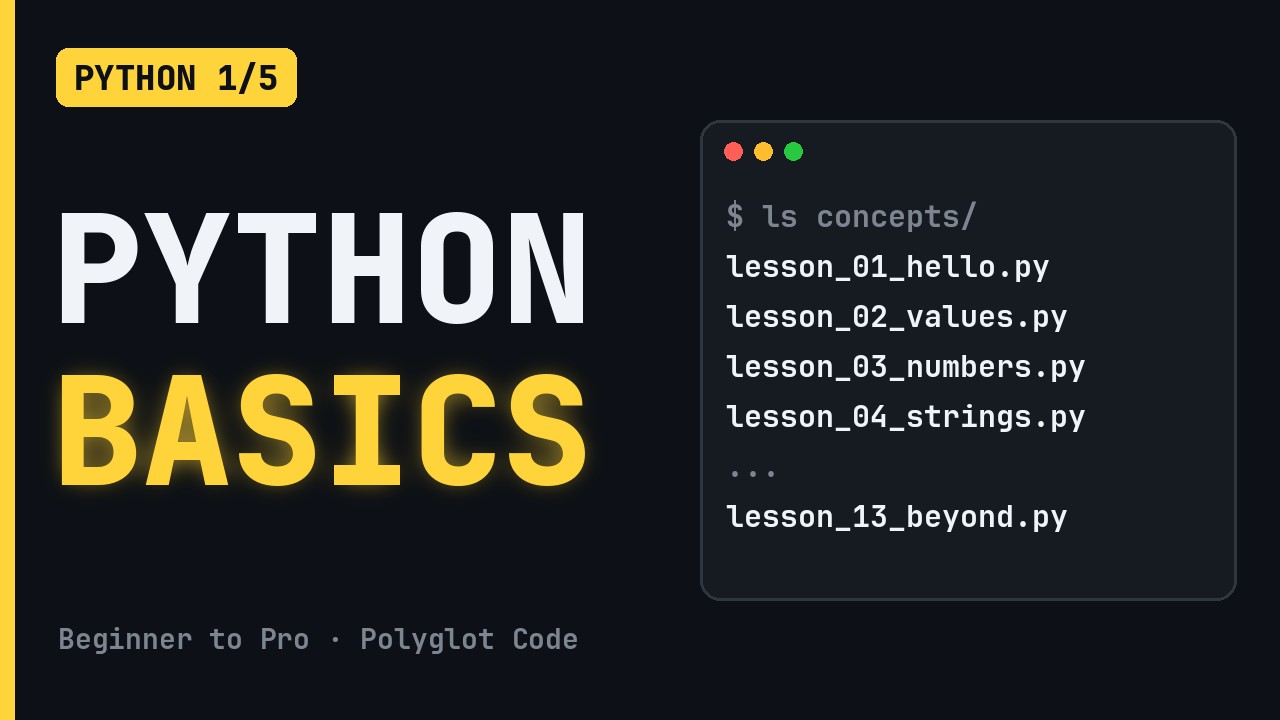 PYTHON 1/5
PYTHON
BASICS
Beginner to Pro · Polyglot Code
$ ls concepts/
lesson_01_hello.py
lesson_02_values.py
lesson_03_numbers.py
lesson_04_strings.py
...
lesson_13_beyond.py